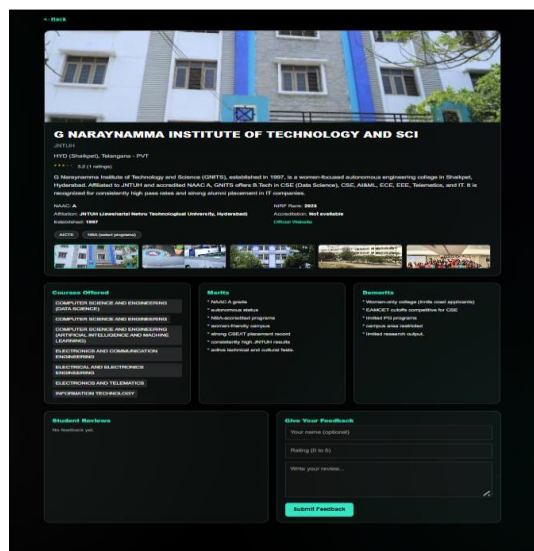 <- Back
G NARAYNAMMA INSTITUTE OF TECHNOLOGY AND SCI
JNTUH
HYD (Shaikpet), Telangana - PVT
3.2 (1 ratings)
G Narayanamma Institute of Technology and Science (GNITS), established in 1997, is a women-focused autonomous engineering college in Shaikpet,
Hyderabad. Affiliated to JNTUH and accredited NAAC A, GNITS offers B.Tech in CSE (Data Science), CSE, AI&ML, ECE, EEE, Telematics, and IT. It is
recognized for consistently high pass rates and strong alumni placement in IT companies.
NAAC: A
NIRF Rank: 2023
Affiliation: JNTUH (Jawaharlal Nehru Technological University, Hyderabad)
Accreditation: Not available
Established: 1997
Official Website
AICTE
NBA (select programs)
Courses Offered
COMPUTER SCIENCE AND ENGINEERING
(DATA SCIENCE)
COMPUTER SCIENCE AND ENGINEERING
COMPUTER SCIENCE AND ENGINEERING
(ARTIFICIAL INTELLIGENCE AND MACHINE
LEARNING)
ELECTRONICS AND COMMUNICATION
ENGINEERING
ELECTRICAL AND ELECTRONICS
ENGINEERING
ELECTRONICS AND TELEMATICS
INFORMATION TECHNOLOGY
Merits
* NAAC A grade
* autonomous status
* NBA-accredited programs
* women-friendly campus
* strong CSE/IT placement record
* consistently high JNTUH results
* active technical and cultural fests.
Demerits
* Women-only college (limits coed applicants)
* EAMCET cutoffs competitive for CSE
* limited PG programs
* campus area restricted
* limited research output.
Student Reviews
No feedback yet.
Give Your Feedback
Your name (optional)
Rating (0 to 5)
Write your review...
Submit Feedback